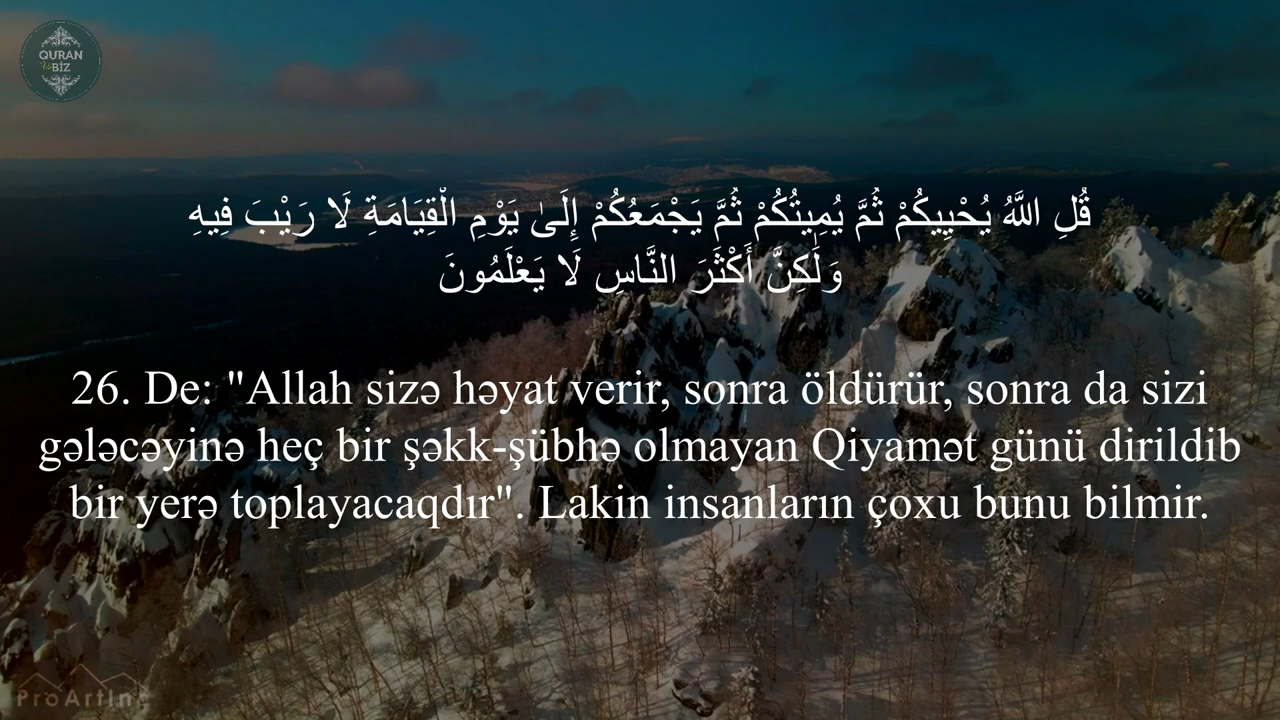 QURAN
Və
BİZ
قُلِ اللَّهُ يُحْيِيكُمْ ثُمَّ يُمِيتُكُمْ ثُمَّ يَجْمَعُكُمْ إِلَىٰ يَوْمِ الْقِيَامَةِ لَا رَيْبَ فِيهِ
وَلَٰكِنَّ أَكْثَرَ النَّاسِ لَا يَعْلَمُونَ
26. De: "Allah sizə həyat verir, sonra öldürür, sonra da sizi
gələcəyinə heç bir şəkk-şübhə olmayan Qiyamət günü dirildib
bir yerə toplayacaqdır". Lakin insanların çoxu bunu bilmir.
ProArtInc